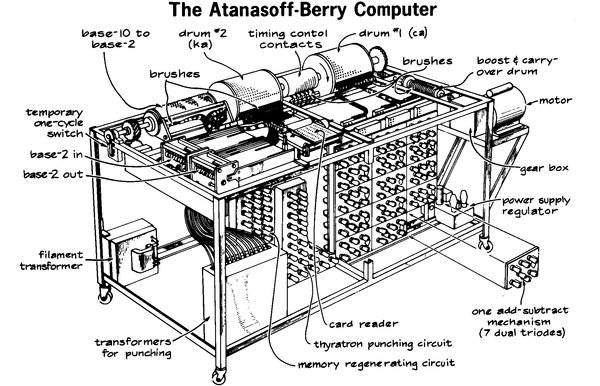 The Atanasoff-Berry Computer
base-10 to
base-2
drum #2
(ka)
timing contol
contacts
drum #1 (ca)
brushes
brushes
boost & carry-
over drum
motor
temporary
one-cycle
switch
base-2 in
base-2 out
gear box
power supply
regulator
filament
transformer
one add-subtract
mechanism
(7 dual triodes)
card reader
transformers
for punching
thyratron punching circuit
memory regenerating circuit